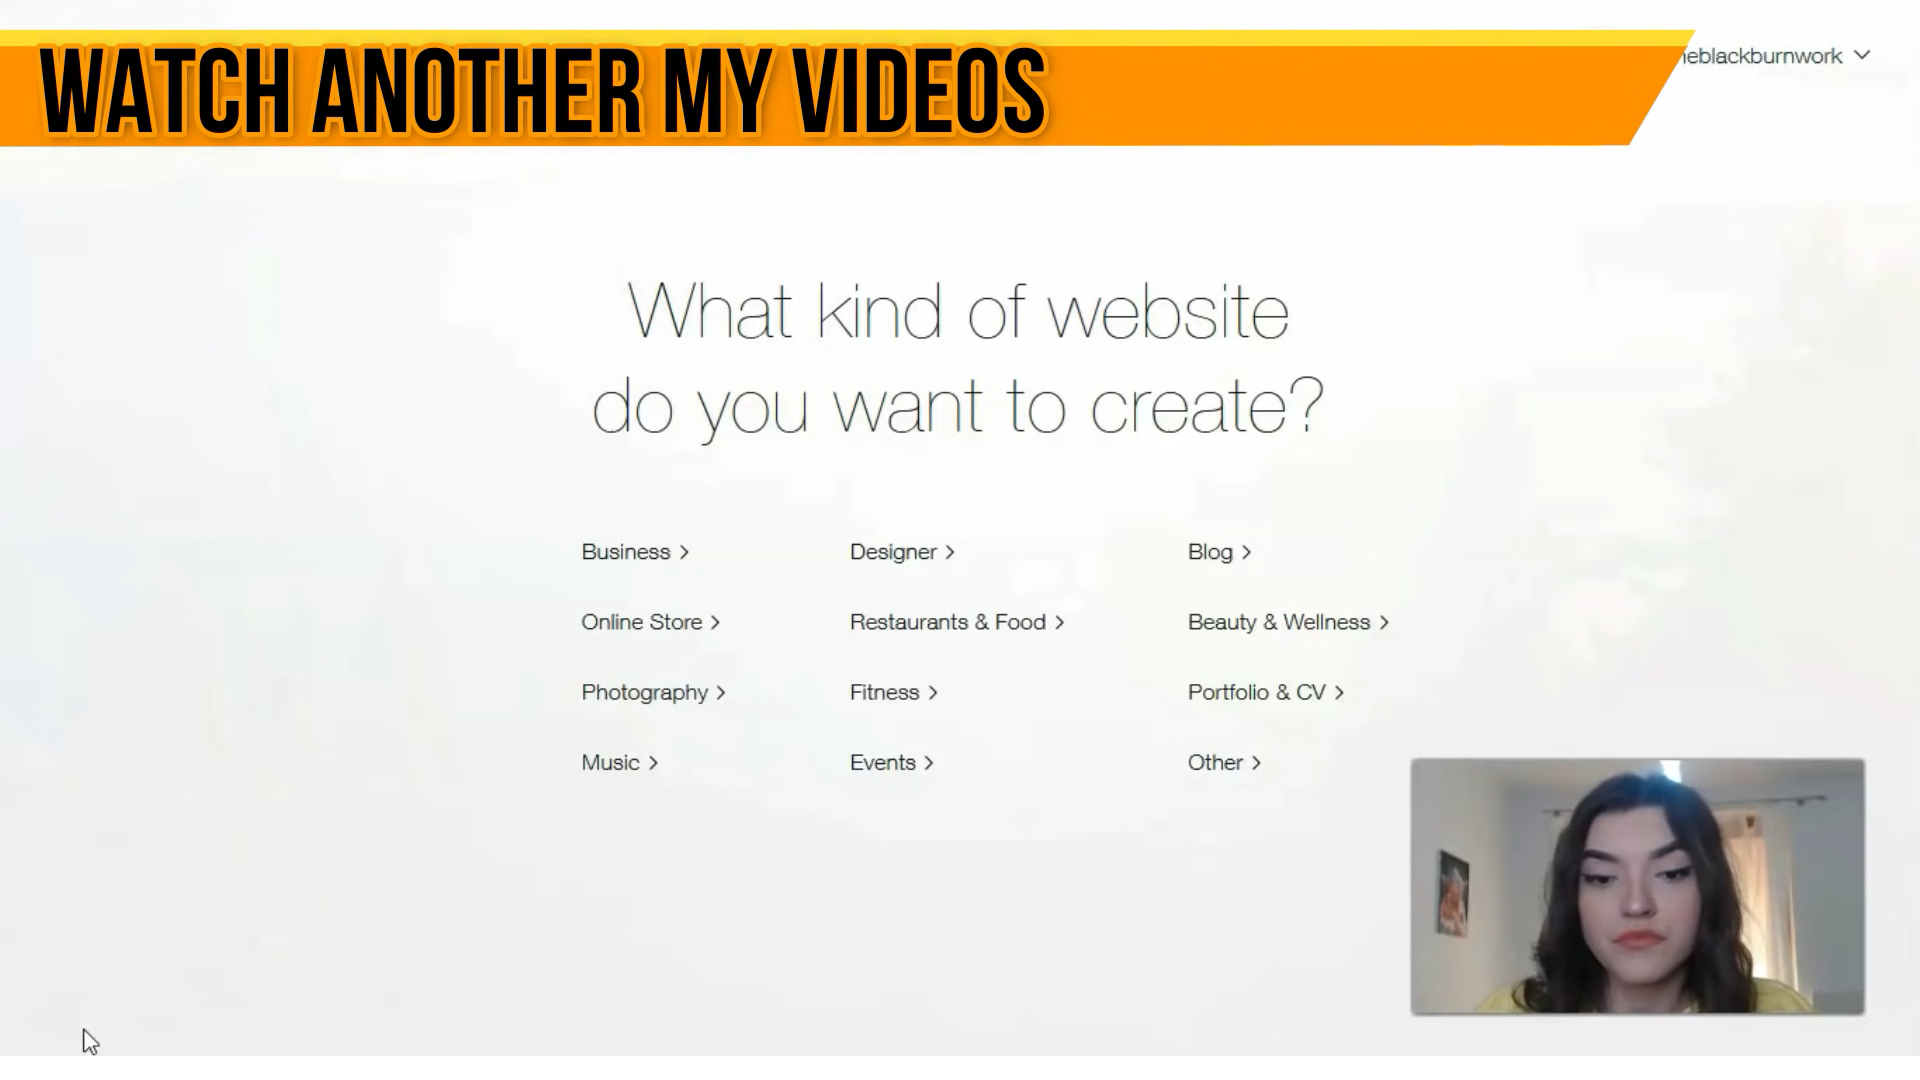 WATCH ANOTHER MY VIDEOS
neblackburnwork
What kind of website
do you want to create?
Business > Designer > Blog >
Online Store > Restaurants & Food > Beauty & Wellness >
Photography > Fitness > Portfolio & CV >
Music > Events > Other >